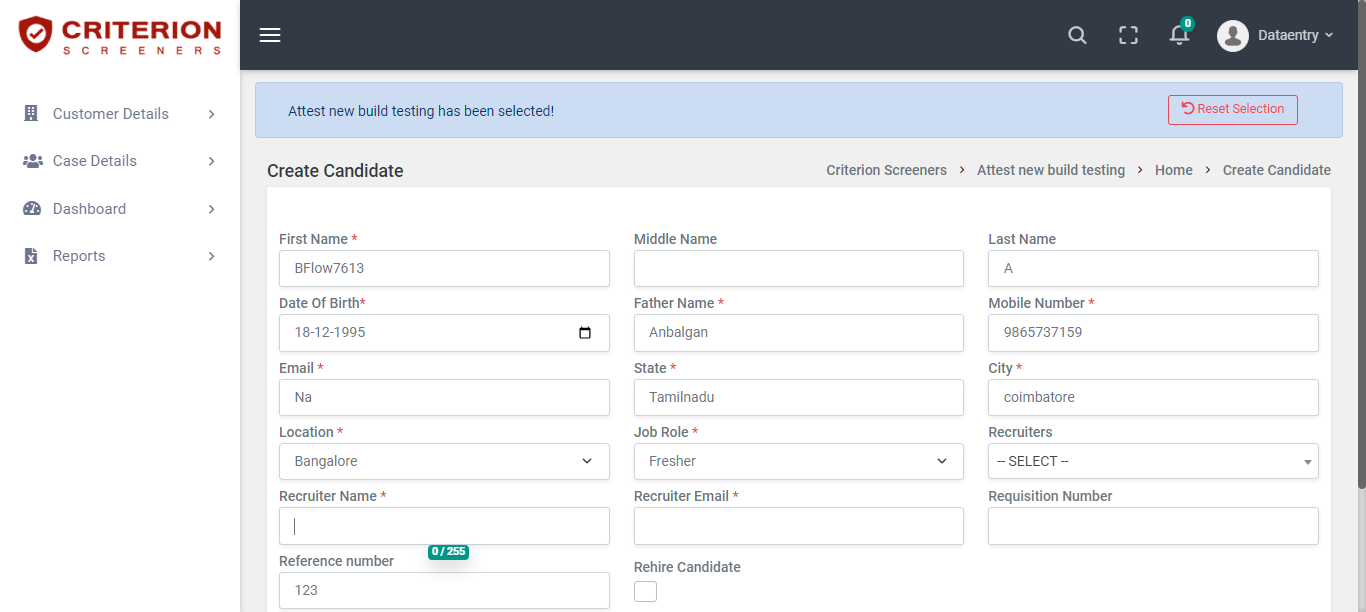 CRITERION
SCREENERS
0
Dataentry
Customer Details
Case Details
Dashboard
Reports
Attest new build testing has been selected!
Reset Selection
Create Candidate
Criterion Screeners > Attest new build testing > Home > Create Candidate
First Name * Middle Name Last Name
BFlow7613 A
Date Of Birth* Father Name * Mobile Number *
18-12-1995 Anbalgan 9865737159
Email * State * City *
Na Tamilnadu coimbatore
Location * Job Role * Recruiters
Bangalore Fresher -- SELECT --
Recruiter Name * Recruiter Email * Requisition Number
0 / 255
Reference number Rehire Candidate
123